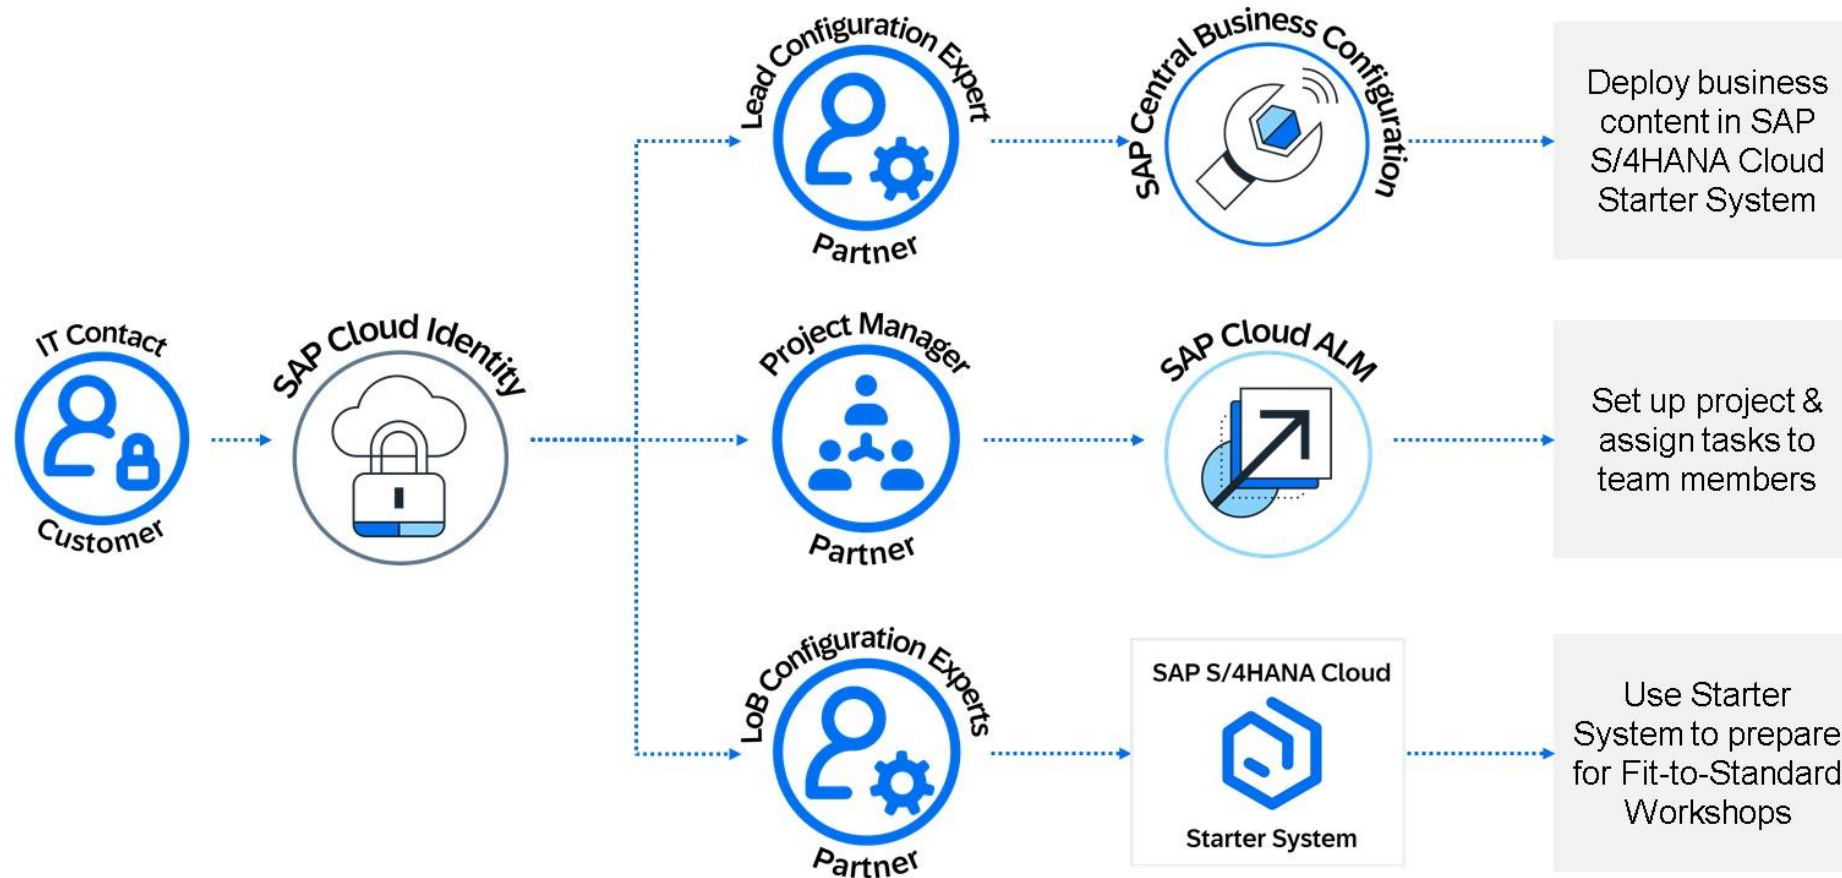 IT Contact
Customer
SAP Cloud Identity
Lead Configuration Expert
Partner
SAP Central Business Configuration
Deploy business
content in SAP
S/4HANA Cloud
Starter System
Project Manager
Partner
SAP Cloud ALM
Set up project &
assign tasks to
team members
LoB Configuration Experts
Partner
SAP S/4HANA Cloud
Starter System
Use Starter
System to prepare
for Fit-to-Standard
Workshops